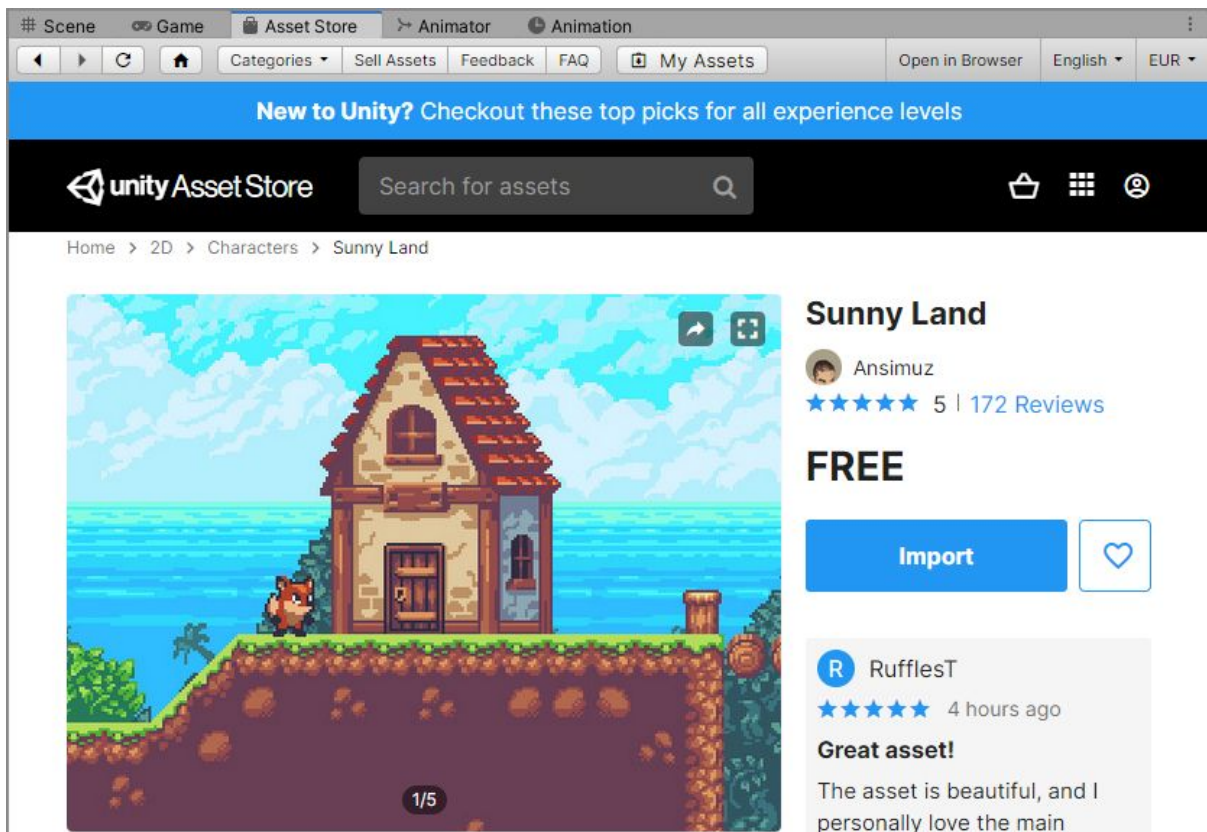 Scene Game Asset Store Animator Animation
Categories Sell Assets Feedback FAQ My Assets Open in Browser English EUR
New to Unity? Checkout these top picks for all experience levels
unity Asset Store Search for assets
Home > 2D > Characters > Sunny Land
Sunny Land
Ansimuz
5 | 172 Reviews
FREE
Import
R RufflesT
4 hours ago
Great asset!
The asset is beautiful, and I
personally love the main
1/5